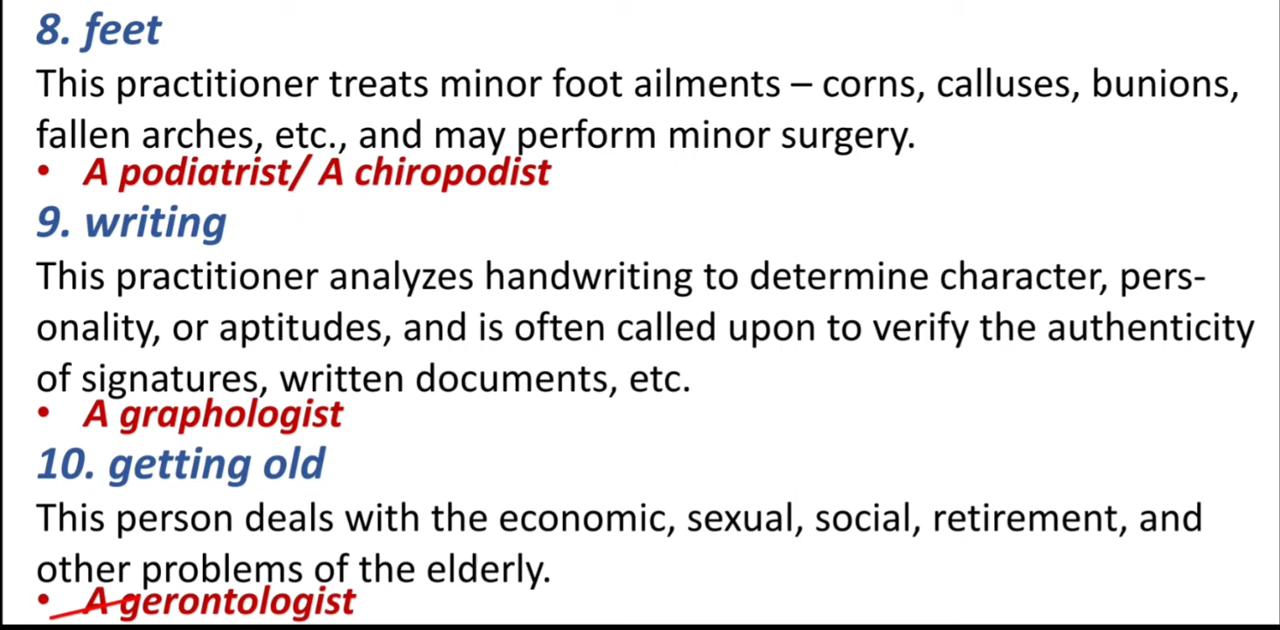 8. feet
This practitioner treats minor foot ailments – corns, calluses, bunions,
fallen arches, etc., and may perform minor surgery.
• A podiatrist/ A chiropodist
9. writing
This practitioner analyzes handwriting to determine character, pers-
onality, or aptitudes, and is often called upon to verify the authenticity
of signatures, written documents, etc.
• A graphologist
10. getting old
This person deals with the economic, sexual, social, retirement, and
other problems of the elderly.
• A gerontologist